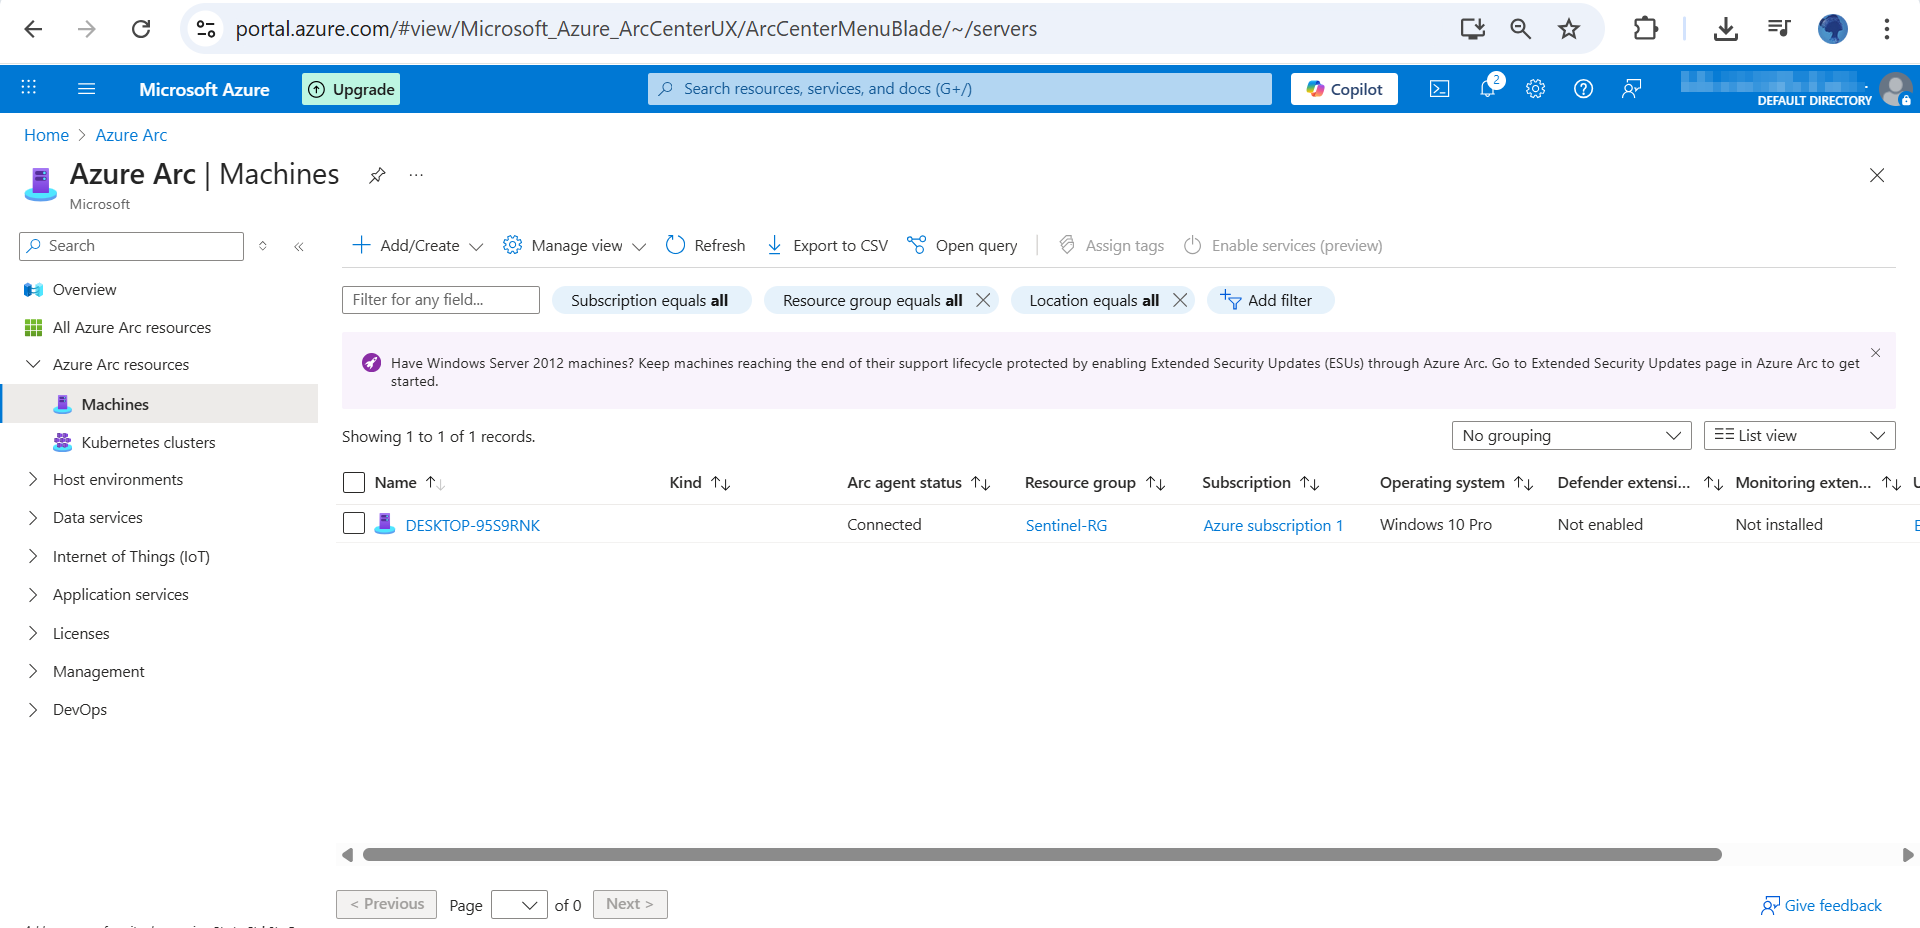 portal.azure.com/#view/Microsoft_Azure_ArcCenterUX/ArcCenterMenuBlade/~/servers
Microsoft Azure
Upgrade
Search resources, services, and docs (G+/)
Copilot
2
DEFAULT DIRECTORY
Home > Azure Arc
Azure Arc | Machines
Microsoft
Search
Add/Create
Manage view
Refresh
Export to CSV
Open query
Assign tags
Enable services (preview)
Overview
All Azure Arc resources
Azure Arc resources
Machines
Kubernetes clusters
Host environments
Data services
Internet of Things (IoT)
Application services
Licenses
Management
DevOps
Filter for any field...
Subscription equals all
Resource group equals all
Location equals all
Add filter
Have Windows Server 2012 machines? Keep machines reaching the end of their support lifecycle protected by enabling Extended Security Updates (ESUs) through Azure Arc. Go to Extended Security Updates page in Azure Arc to get
started.
Showing 1 to 1 of 1 records.
No grouping
List view
Name Kind Arc agent status Resource group Subscription Operating system Defender extensi... Monitoring exten...
DESKTOP-95S9RNK Connected Sentinel-RG Azure subscription 1 Windows 10 Pro Not enabled Not installed
< Previous
Page
of 0
Next >
Give feedback